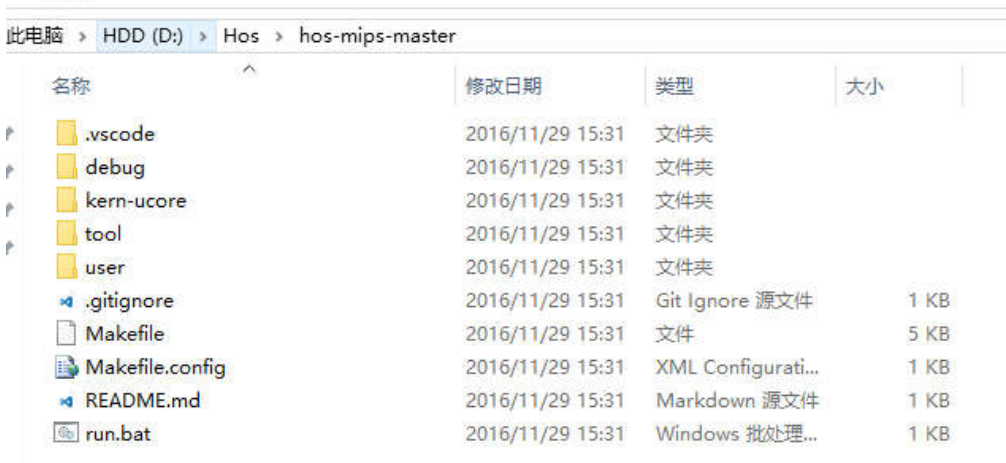 此电脑 > HDD (D:) > Hos > hos-mips-master
名称 修改日期 类型 大小
.vscode 2016/11/29 15:31 文件夹
debug 2016/11/29 15:31 文件夹
kern-ucore 2016/11/29 15:31 文件夹
tool 2016/11/29 15:31 文件夹
user 2016/11/29 15:31 文件夹
.gitignore 2016/11/29 15:31 Git Ignore 源文件 1 KB
Makefile 2016/11/29 15:31 文件 5 KB
Makefile.config 2016/11/29 15:31 XML Configurati... 1 KB
README.md 2016/11/29 15:31 Markdown 源文件 1 KB
run.bat 2016/11/29 15:31 Windows 批处理... 1 KB